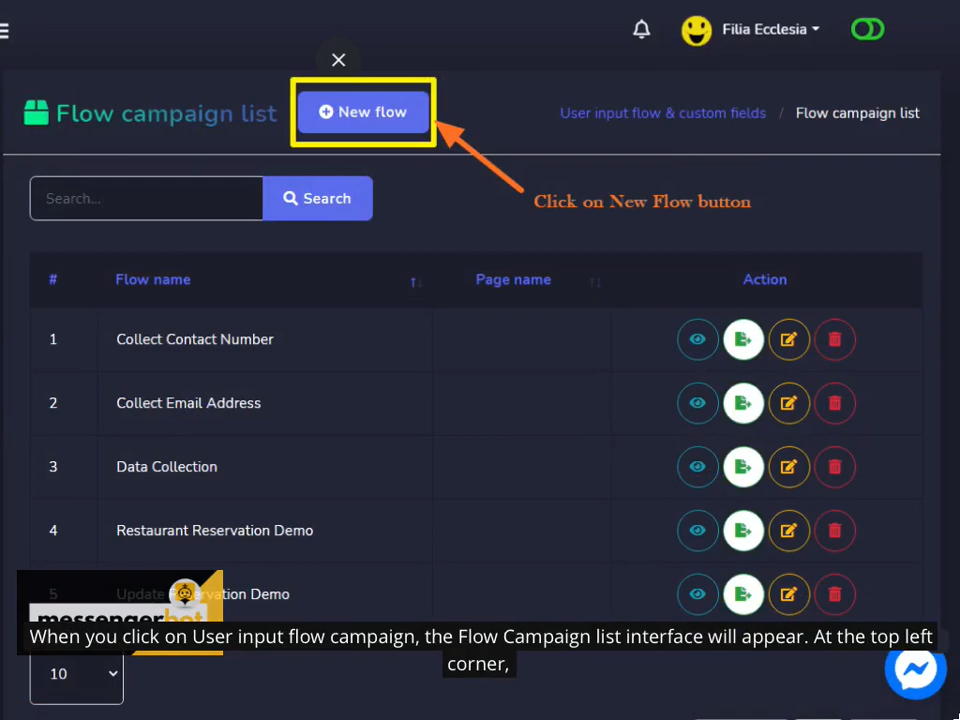 Filia Ecclesia
Flow campaign list
New flow
User input flow & custom fields / Flow campaign list
Search...
Search
Click on New Flow button
# Flow name Page name Action
1 Collect Contact Number
2 Collect Email Address
3 Data Collection
4 Restaurant Reservation Demo
5 Update Reservation Demo
messengerbot
When you click on User input flow campaign, the Flow Campaign list interface will appear. At the top left
corner,
10